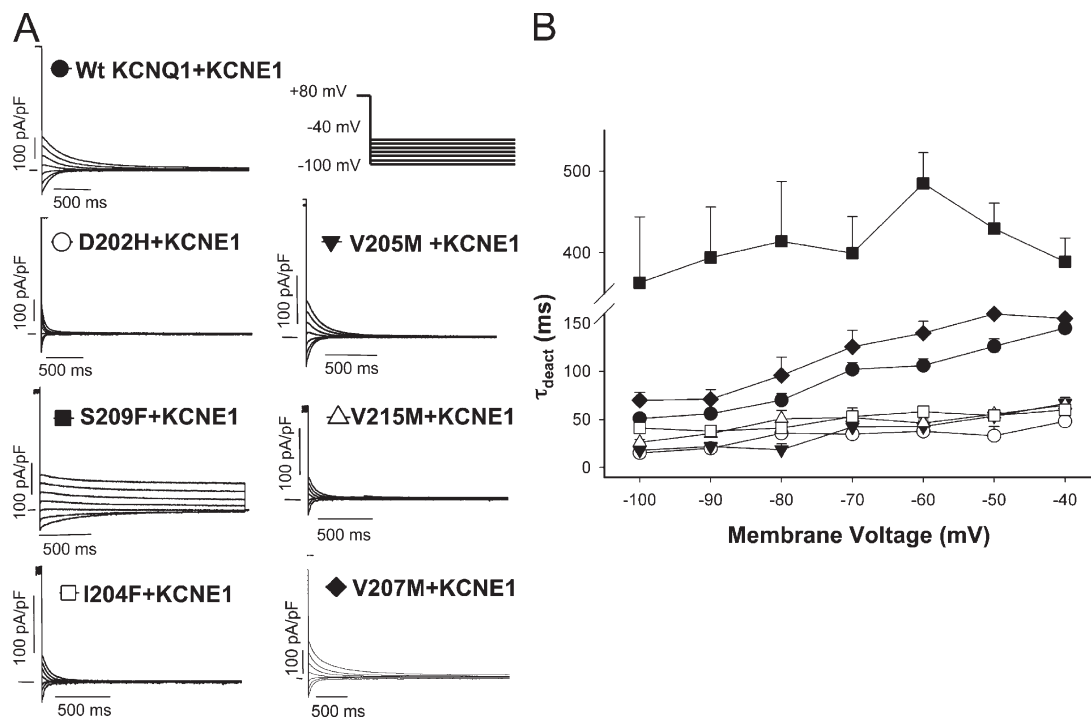 A
Wt KCNQ1+KCNE1
100 pA/pF
500 ms
+80 mV
-40 mV
-100 mV
D202H+KCNE1
100 pA/pF
500 ms
V205M +KCNE1
100 pA/pF
500 ms
S209F+KCNE1
100 pA/pF
500 ms
V215M+KCNE1
100 pA/pF
500 ms
I204F+KCNE1
100 pA/pF
500 ms
V207M+KCNE1
100 pA/pF
500 ms
B
τdeact (ms)
500
400
150
100
50
0
-100 -90 -80 -70 -60 -50 -40
Membrane Voltage (mV)